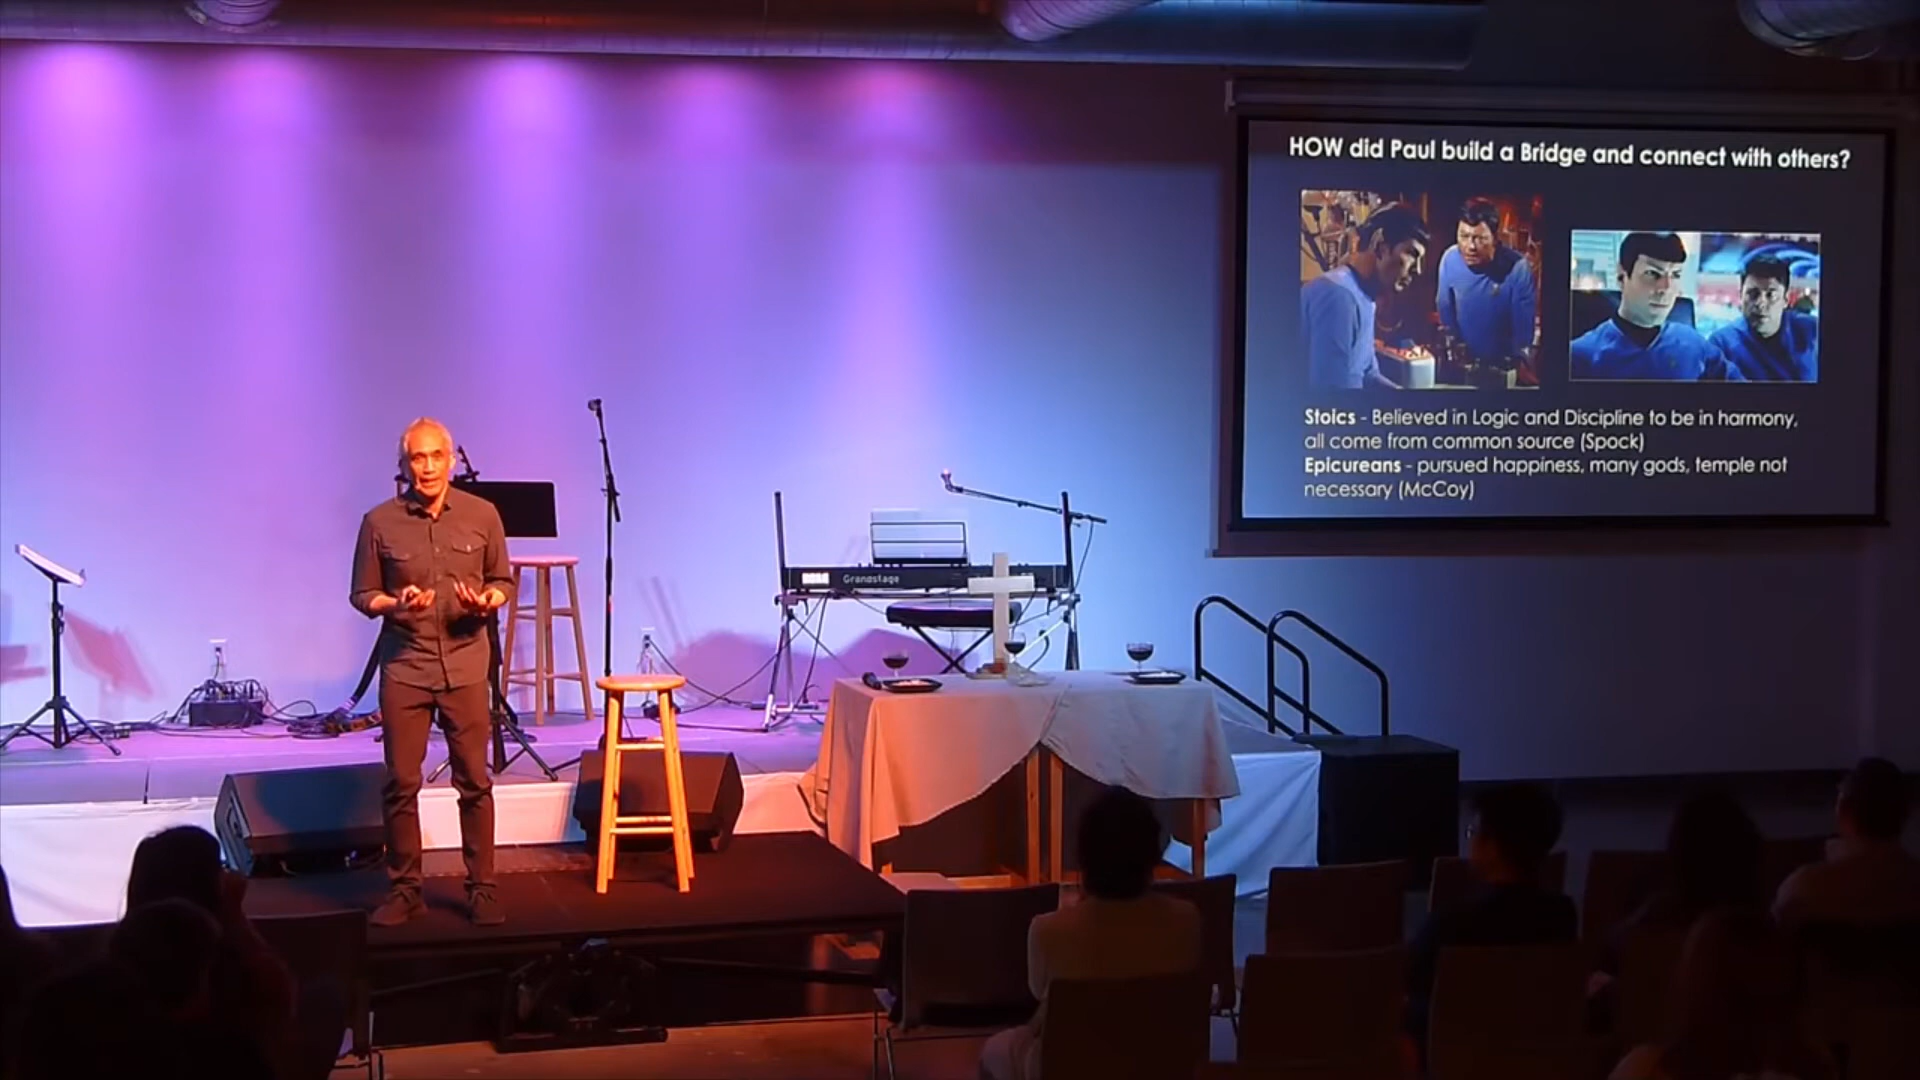 HOW did Paul build a Bridge and connect with others?
Stoics - Believed in Logic and Discipline to be in harmony,
all come from common source (Spock)
Epicureans - pursued happiness, many gods, temple not
necessary (McCoy)
KORG Grandstage